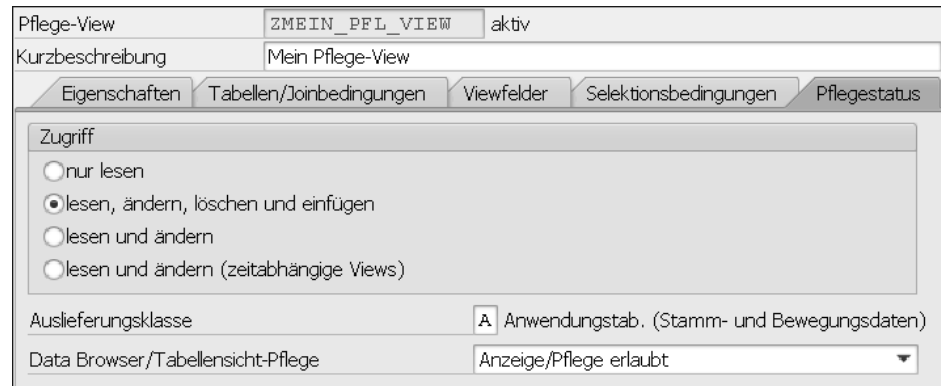 Pflege-View ZMEIN_PFL_VIEW aktiv
Kurzbeschreibung Mein Pflege-View
Eigenschaften Tabellen/Joinbedingungen Viewfelder Selektionsbedingungen Pflegestatus
Zugriff
nur lesen
lesen, ändern, löschen und einfügen
lesen und ändern
lesen und ändern (zeitabhängige Views)
Auslieferungsklasse A Anwendungstab. (Stamm- und Bewegungsdaten)
Data Browser/Tabellensicht-Pflege Anzeige/Pflege erlaubt